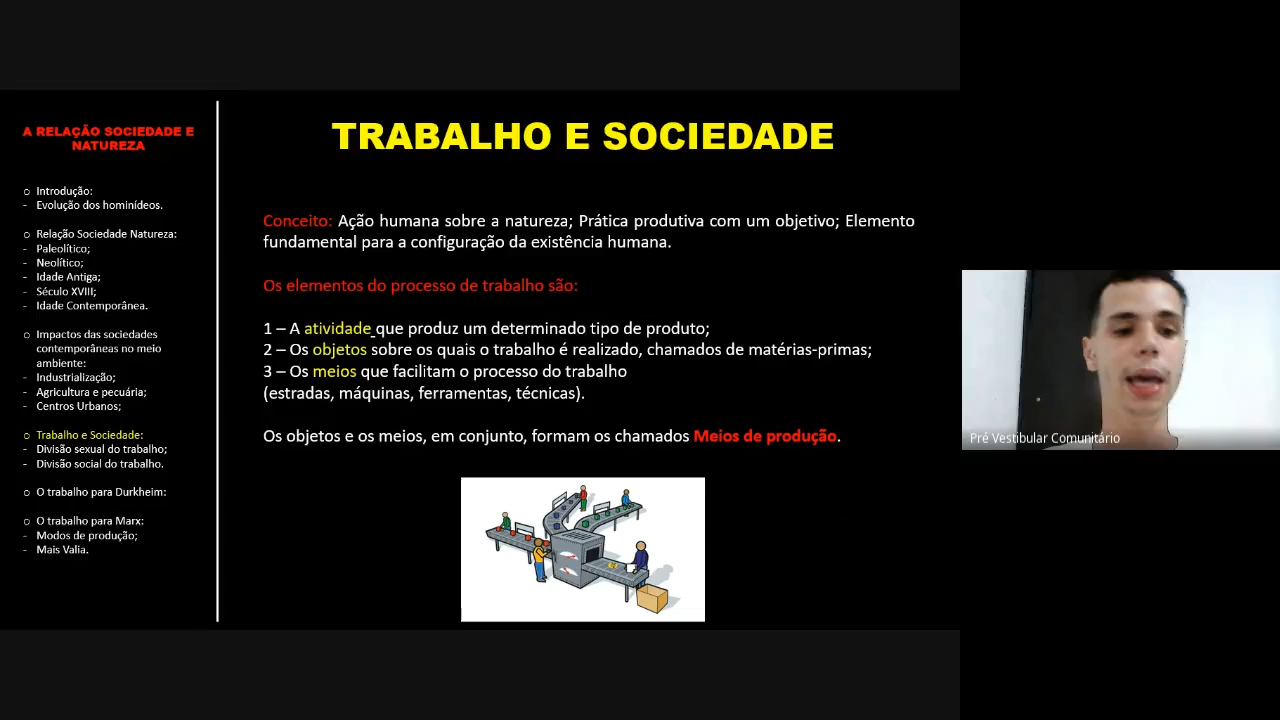 A RELAÇÃO SOCIEDADE E
NATUREZA
o Introdução:
- Evolução dos hominídeos.
o Relação Sociedade Natureza:
- Paleolítico;
- Neolítico;
- Idade Antiga;
- Século XVIII;
- Idade Contemporânea.
o Impactos das sociedades
contemporâneas no meio
ambiente:
- Industrialização;
- Agricultura e pecuária;
- Centros Urbanos;
o Trabalho e Sociedade:
- Divisão sexual do trabalho;
- Divisão social do trabalho.
o O trabalho para Durkheim:
o O trabalho para Marx:
- Modos de produção;
- Mais Valia.
TRABALHO E SOCIEDADE
Conceito: Ação humana sobre a natureza; Prática produtiva com um objetivo; Elemento
fundamental para a configuração da existência humana.
Os elementos do processo de trabalho são:
1 – A atividade que produz um determinado tipo de produto;
2 – Os objetos sobre os quais o trabalho é realizado, chamados de matérias-primas;
3 – Os meios que facilitam o processo do trabalho
(estradas, máquinas, ferramentas, técnicas).
Os objetos e os meios, em conjunto, formam os chamados Meios de produção.
Pré Vestibular Comunitário